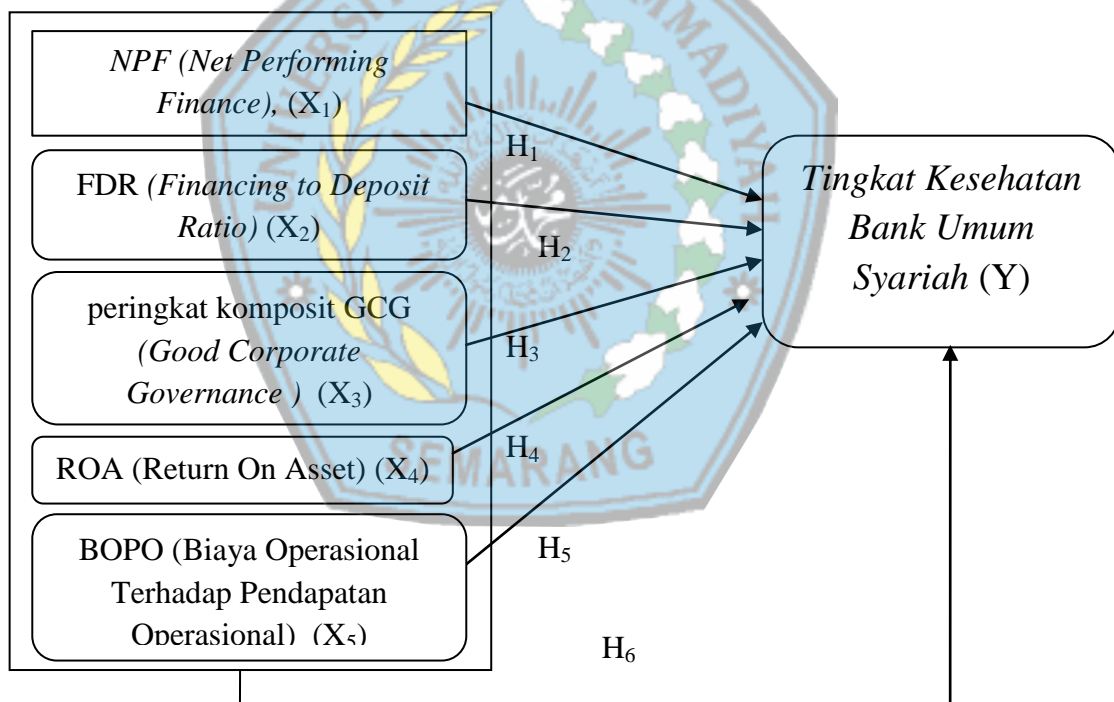 NPF (Net Performing
Finance), (X₁)
FDR (Financing to Deposit
Ratio) (X₂)
peringkat komposit GCG
(Good Corporate
Governance ) (X₃)
ROA (Return On Asset) (X₄)
BOPO (Biaya Operasional
Terhadap Pendapatan
Operasional) (X₅)
H₁
H₂
H₃
H₄
H₅
H₆
Tingkat Kesehatan
Bank Umum
Syariah (Y)
SEMARANG